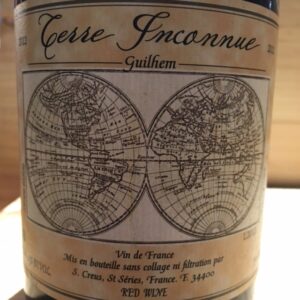 2012
Terre Inconnue
Guilhem
Vin de France
Mis en bouteille sans collage ni filtration par
S. Creus, St Séries, France. F. 34400
RED WINE